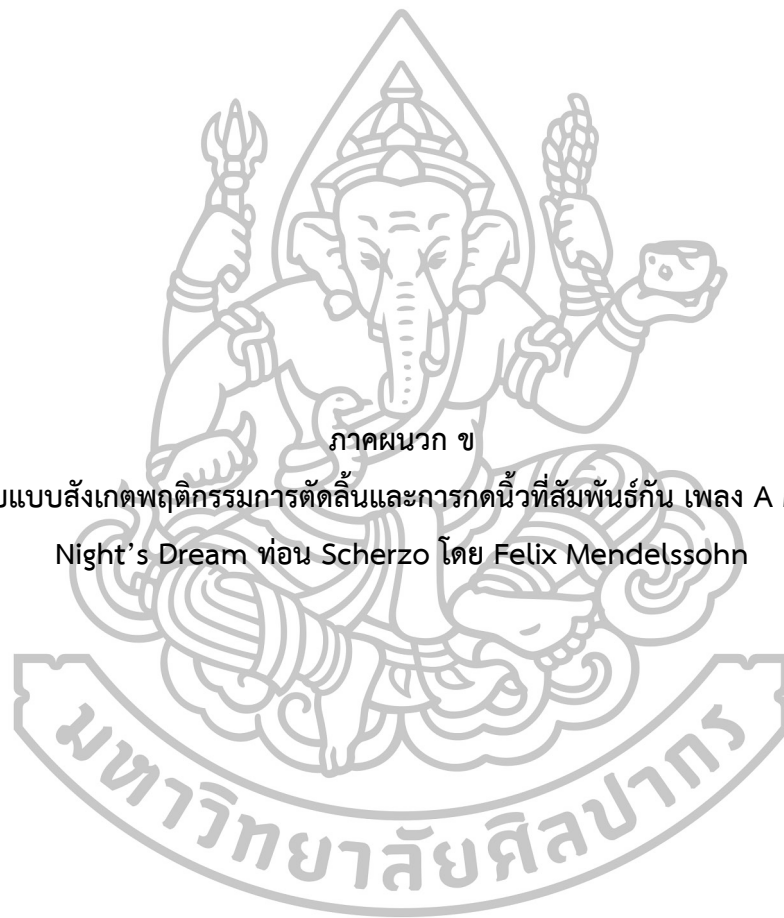 ภาคผนวก ข
บแบบสังเกตพฤติกรรมการตัดลิ้นและการกดนิ้วที่สัมพันธ์กัน เพลง A
Night’s Dream ท่อน Scherzo โดย Felix Mendelssohn
มหาวิทยาลัยศิลปากร